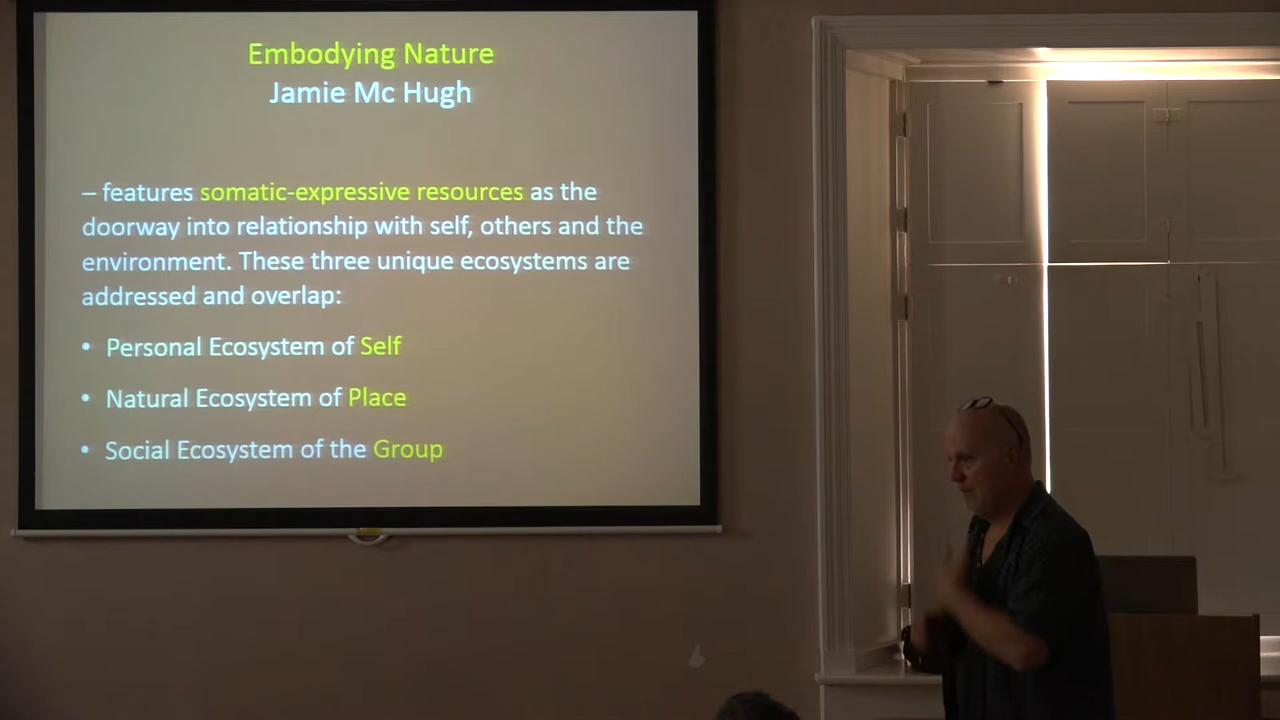 Embodying Nature
Jamie Mc Hugh
– features somatic-expressive resources as the
doorway into relationship with self, others and the
environment. These three unique ecosystems are
addressed and overlap:
• Personal Ecosystem of Self
• Natural Ecosystem of Place
• Social Ecosystem of the Group